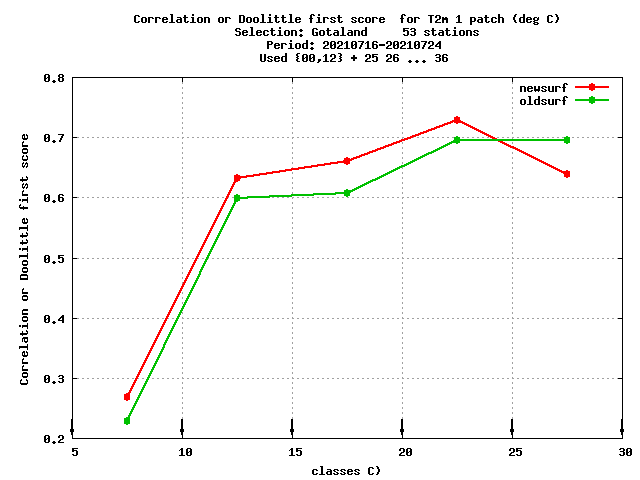 Correlation or Doolittle first score  for T2m 1 patch (deg C)
Selection: Gotaland     53 stations
Period: 20210716-20210724
Used {00,12} + 25 26 ... 36
newsurf
oldsurf
0.8
0.7
0.6
0.5
0.4
0.3
0.2
Correlation or Doolittle first score
5 10 15 20 25 30
classes C)